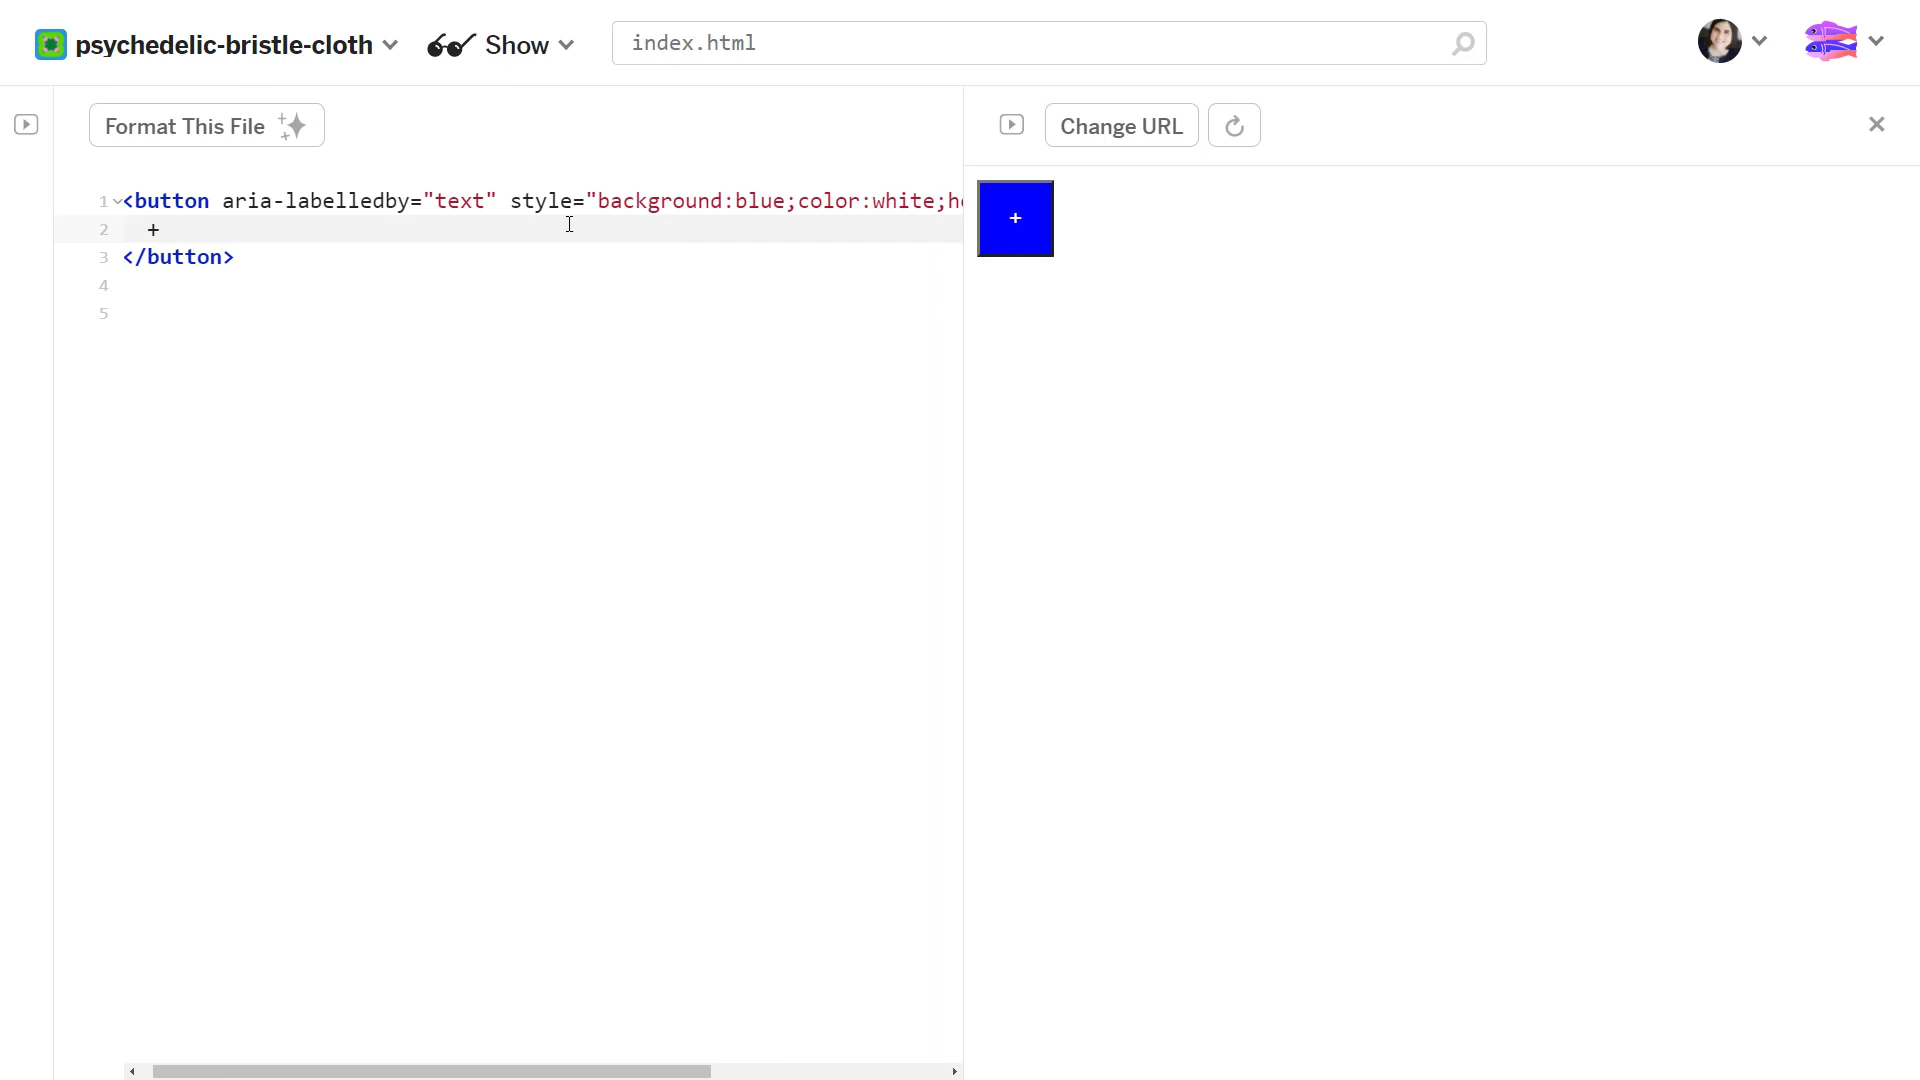 psychedelic-bristle-cloth Show index.html
Format This File Change URL
1 <button aria-labelledby="text" style="background:blue;color:white;he
2 +
3 </button>
4
5
+